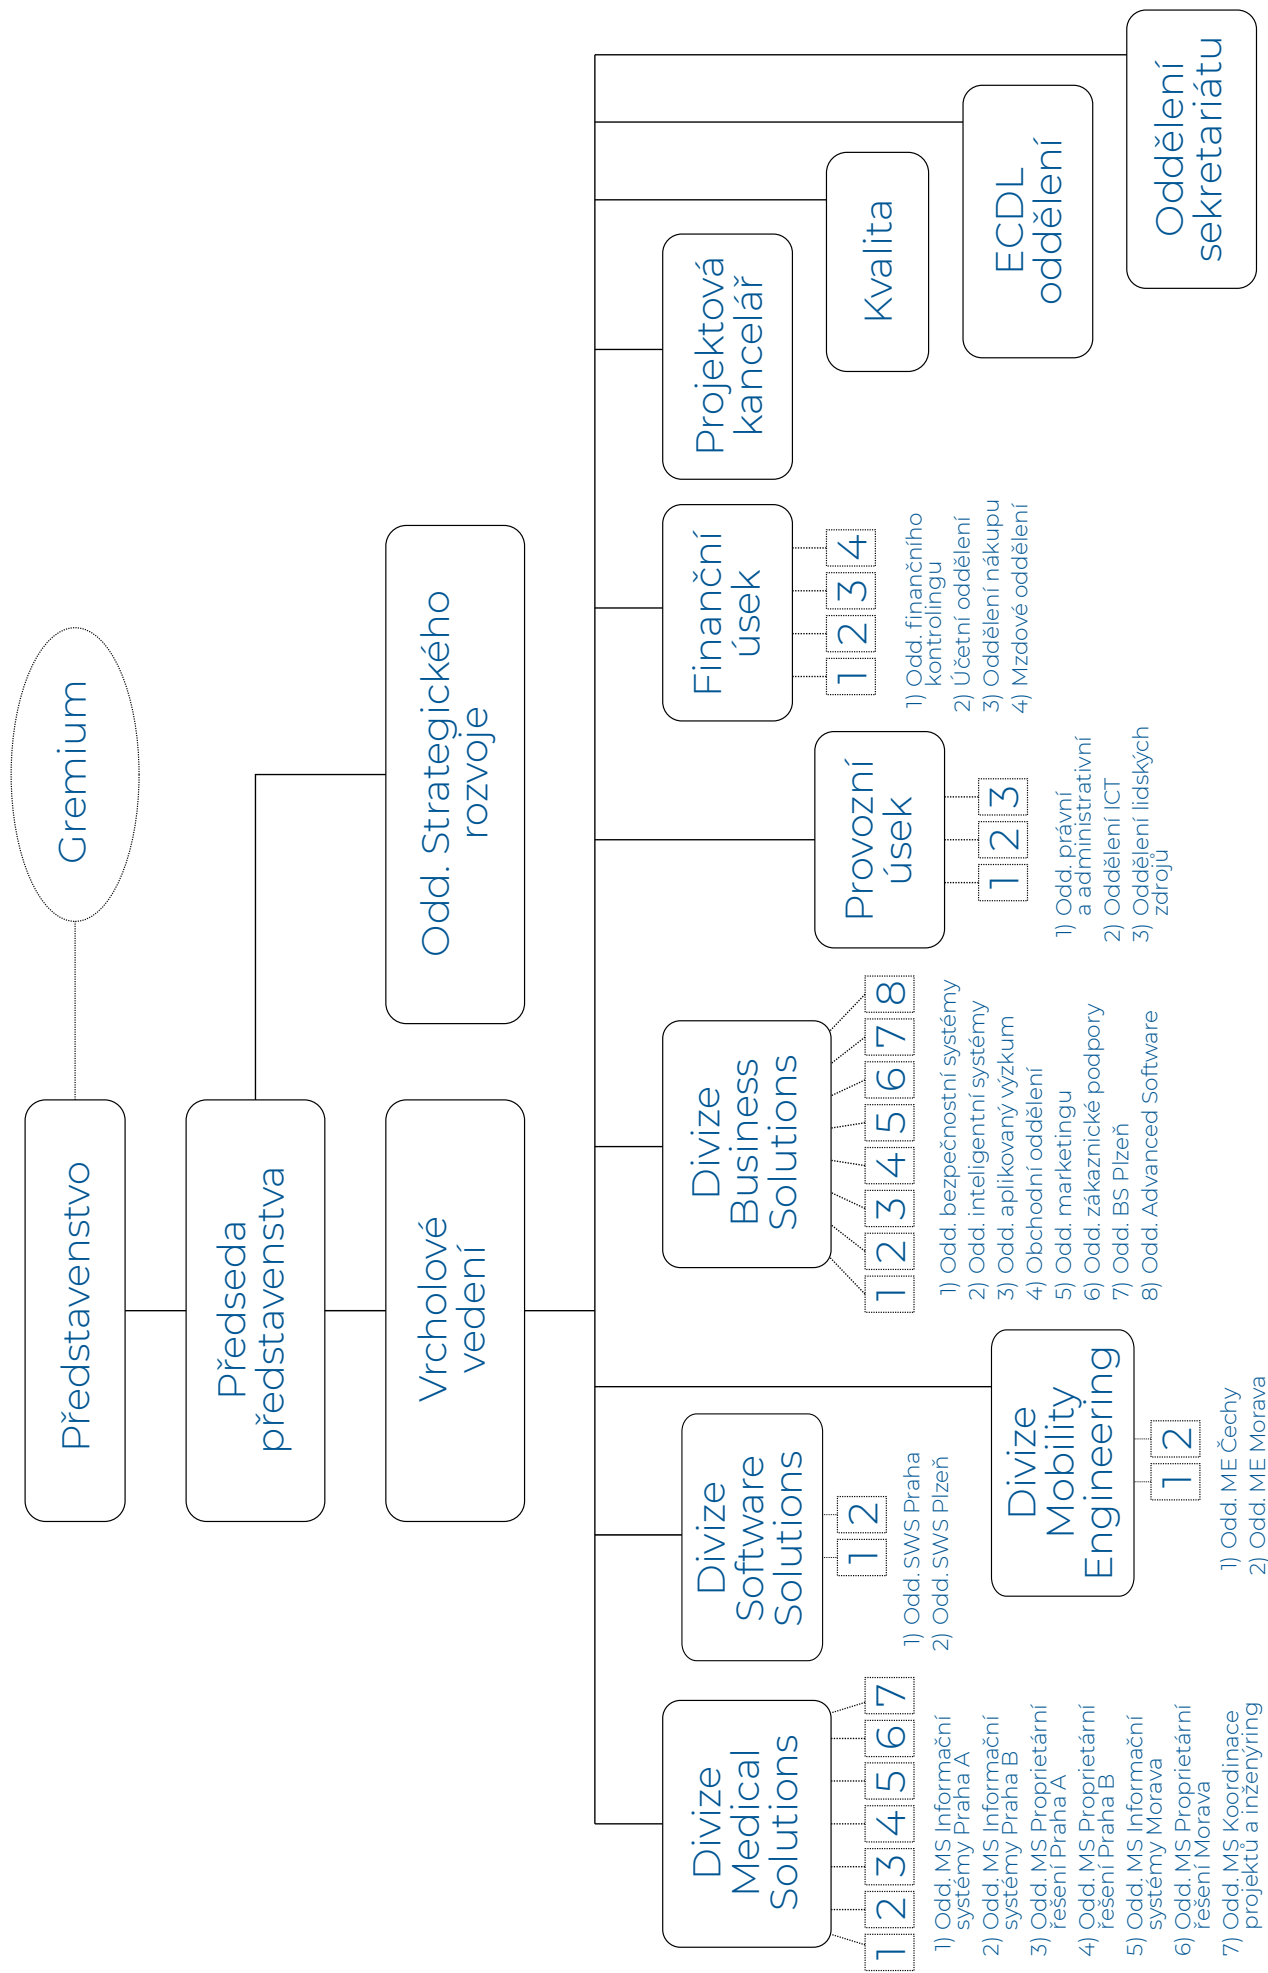 Gremium
Představenstvo
Předseda
představenstva
Odd. Strategického
rozvoje
Vrcholové
vedení
Divize
Medical
Solutions
1 2 3 4 5 6 7
1) Odd. MS Informační
systémy Praha A
2) Odd. MS Informační
systémy Praha B
3) Odd. MS Proprietární
řešení Praha A
4) Odd. MS Proprietární
řešení Praha B
5) Odd. MS Informační
systémy Morava
6) Odd. MS Proprietární
řešení Morava
7) Odd. MS Koordinace
projektů a inženýring
Divize
Software
Solutions
1 2
1) Odd. SWS Praha
2) Odd. SWS Plzeň
Divize
Mobility
Engineering
1 2
1) Odd. ME Čechy
2) Odd. ME Morava
Divize
Business
Solutions
1 2 3 4 5 6 7 8
1) Odd. bezpečnostní systémy
2) Odd. inteligentní systémy
3) Odd. aplikovaný výzkum
4) Obchodní oddělení
5) Odd. marketingu
6) Odd. zákaznické podpory
7) Odd. BS Plzeň
8) Odd. Advanced Software
Provozní
úsek
1 2 3
1) Odd. právní
a administrativní
2) Oddělení ICT
3) Oddělení lidských
zdrojů
Finanční
úsek
1 2 3 4
1) Odd. finančního
kontrolingu
2) Účetní oddělení
3) Oddělení nákupu
4) Mzdové oddělení
Projektová
kancelář
Kvalita
ECDL
oddělení
Oddělení
sekretariátu